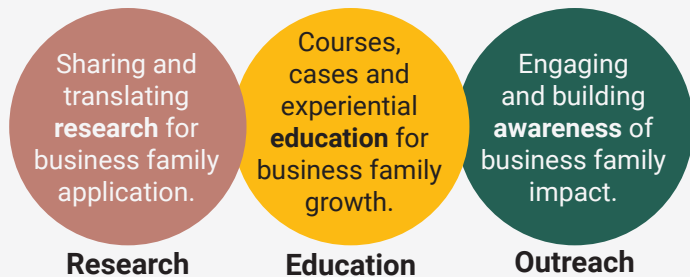 Sharing and
translating
research for
business family
application.
Research
Courses,
cases and
experiential
education for
business family
growth.
Education
Engaging
and building
awareness of
business family
impact.
Outreach